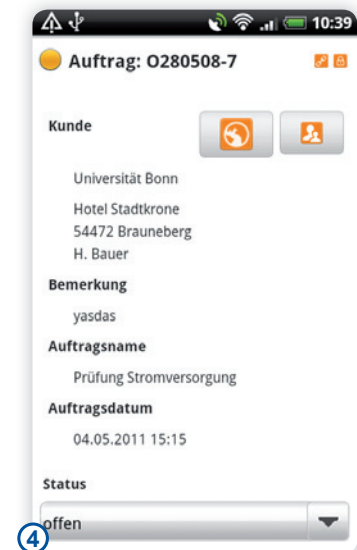 10:39
Auftrag: O280508-7
Kunde
Universität Bonn
Hotel Stadtkrone
54472 Brauneberg
H. Bauer
Bemerkung
yasdas
Auftragsname
Prüfung Stromversorgung
Auftragsdatum
04.05.2011 15:15
Status
offen
4